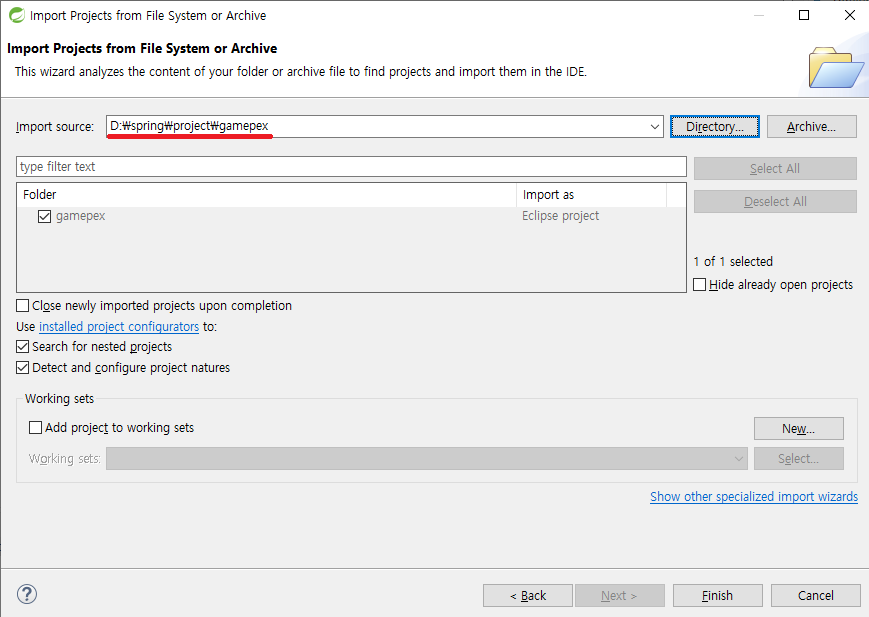 Import Projects from File System or Archive
Import Projects from File System or Archive
This wizard analyzes the content of your folder or archive file to find projects and import them in the IDE.
Import source: D:₩spring₩project₩gamepex Directory... Archive...
type filter text Select All
Folder Import as
gamepex Eclipse project
Deselect All
1 of 1 selected
Hide already open projects
Close newly imported projects upon completion
Use installed project configurators to:
Search for nested projects
Detect and configure project natures
Working sets
Add project to working sets New...
Working sets: Select...
Show other specialized import wizards
? < Back Next > Finish Cancel